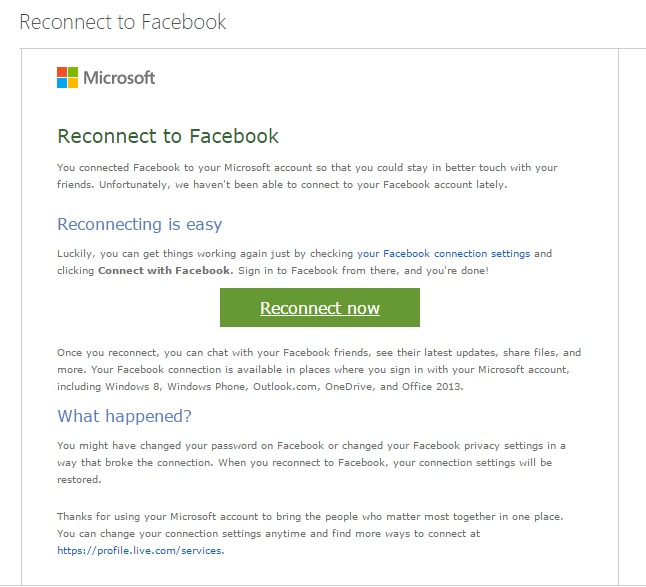 Reconnect to Facebook
Microsoft
Reconnect to Facebook
You connected Facebook to your Microsoft account so that you could stay in better touch with your
friends. Unfortunately, we haven't been able to connect to your Facebook account lately.
Reconnecting is easy
Luckily, you can get things working again just by checking your Facebook connection settings and
clicking Connect with Facebook. Sign in to Facebook from there, and you're done!
Reconnect now
Once you reconnect, you can chat with your Facebook friends, see their latest updates, share files, and
more. Your Facebook connection is available in places where you sign in with your Microsoft account,
including Windows 8, Windows Phone, Outlook.com, OneDrive, and Office 2013.
What happened?
You might have changed your password on Facebook or changed your Facebook privacy settings in a
way that broke the connection. When you reconnect to Facebook, your connection settings will be
restored.
Thanks for using your Microsoft account to bring the people who matter most together in one place.
You can change your connection settings anytime and find more ways to connect at
https://profile.live.com/services.